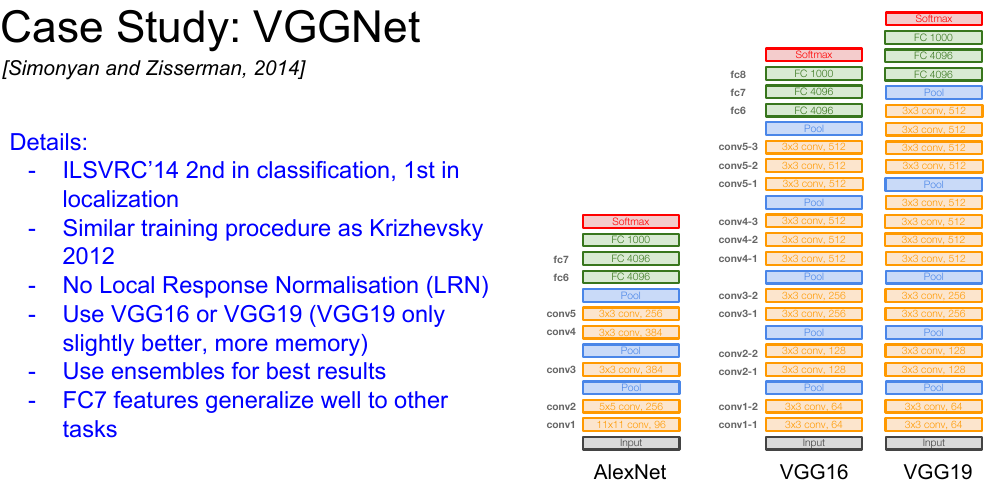 Case Study: VGGNet
[Simonyan and Zisserman, 2014]
Details:
- ILSVRC’14 2nd in classification, 1st in
localization
- Similar training procedure as Krizhevsky
2012
- No Local Response Normalisation (LRN)
- Use VGG16 or VGG19 (VGG19 only
slightly better, more memory)
- Use ensembles for best results
- FC7 features generalize well to other
tasks
Softmax
FC 1000
fc7 FC 4096
fc6 FC 4096
Pool
conv5 3x3 conv, 256
conv4 3x3 conv, 384
Pool
conv3 3x3 conv, 384
Pool
conv2 5x5 conv, 256
conv1 11x11 conv, 96
Input
AlexNet
Softmax
fc8 FC 1000
fc7 FC 4096
fc6 FC 4096
Pool
conv5-3 3x3 conv, 512
conv5-2 3x3 conv, 512
conv5-1 3x3 conv, 512
Pool
conv4-3 3x3 conv, 512
conv4-2 3x3 conv, 512
conv4-1 3x3 conv, 512
Pool
conv3-2 3x3 conv, 256
conv3-1 3x3 conv, 256
Pool
conv2-2 3x3 conv, 128
conv2-1 3x3 conv, 128
Pool
conv1-2 3x3 conv, 64
conv1-1 3x3 conv, 64
Input
VGG16
Softmax
FC 1000
FC 4096
FC 4096
Pool
3x3 conv, 512
3x3 conv, 512
3x3 conv, 512
3x3 conv, 512
Pool
3x3 conv, 512
3x3 conv, 512
3x3 conv, 512
3x3 conv, 512
Pool
3x3 conv, 256
3x3 conv, 256
Pool
3x3 conv, 128
3x3 conv, 128
Pool
3x3 conv, 64
3x3 conv, 64
Input
VGG19